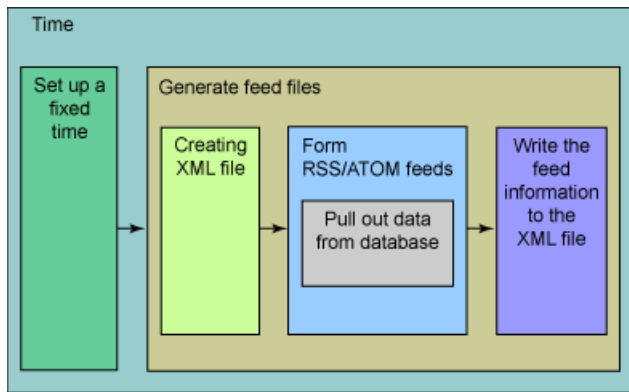 Time
Set up a
fixed
time
Generate feed files
Creating
XML file
Form
RSS/ATOM feeds
Pull out data
from database
Write the
feed
information
to the
XML file